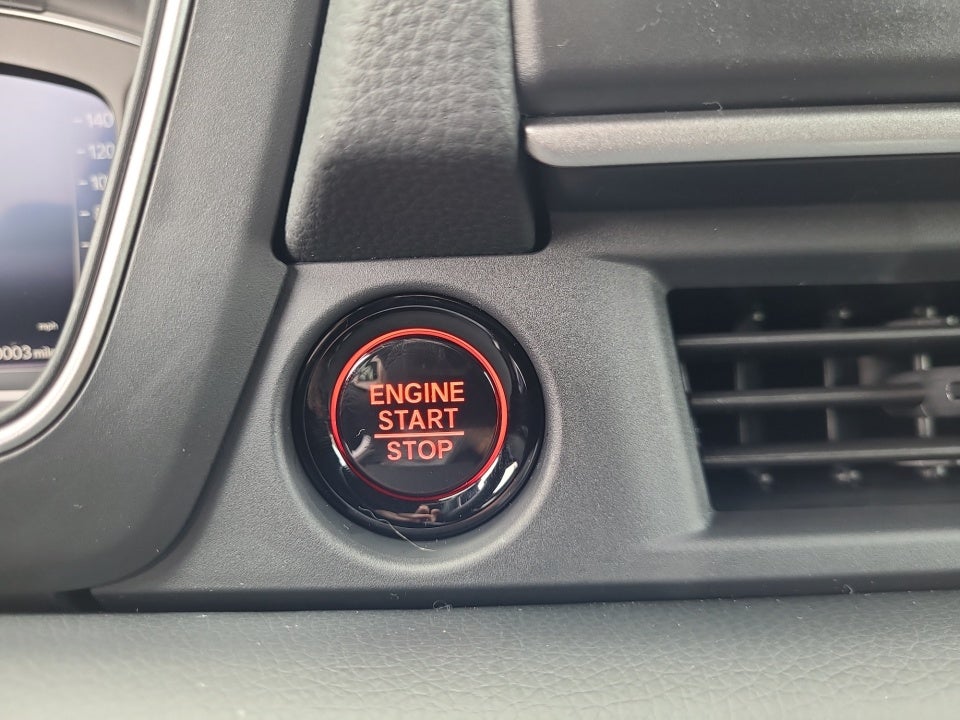 140
120
mph
ENGINE
START
STOP